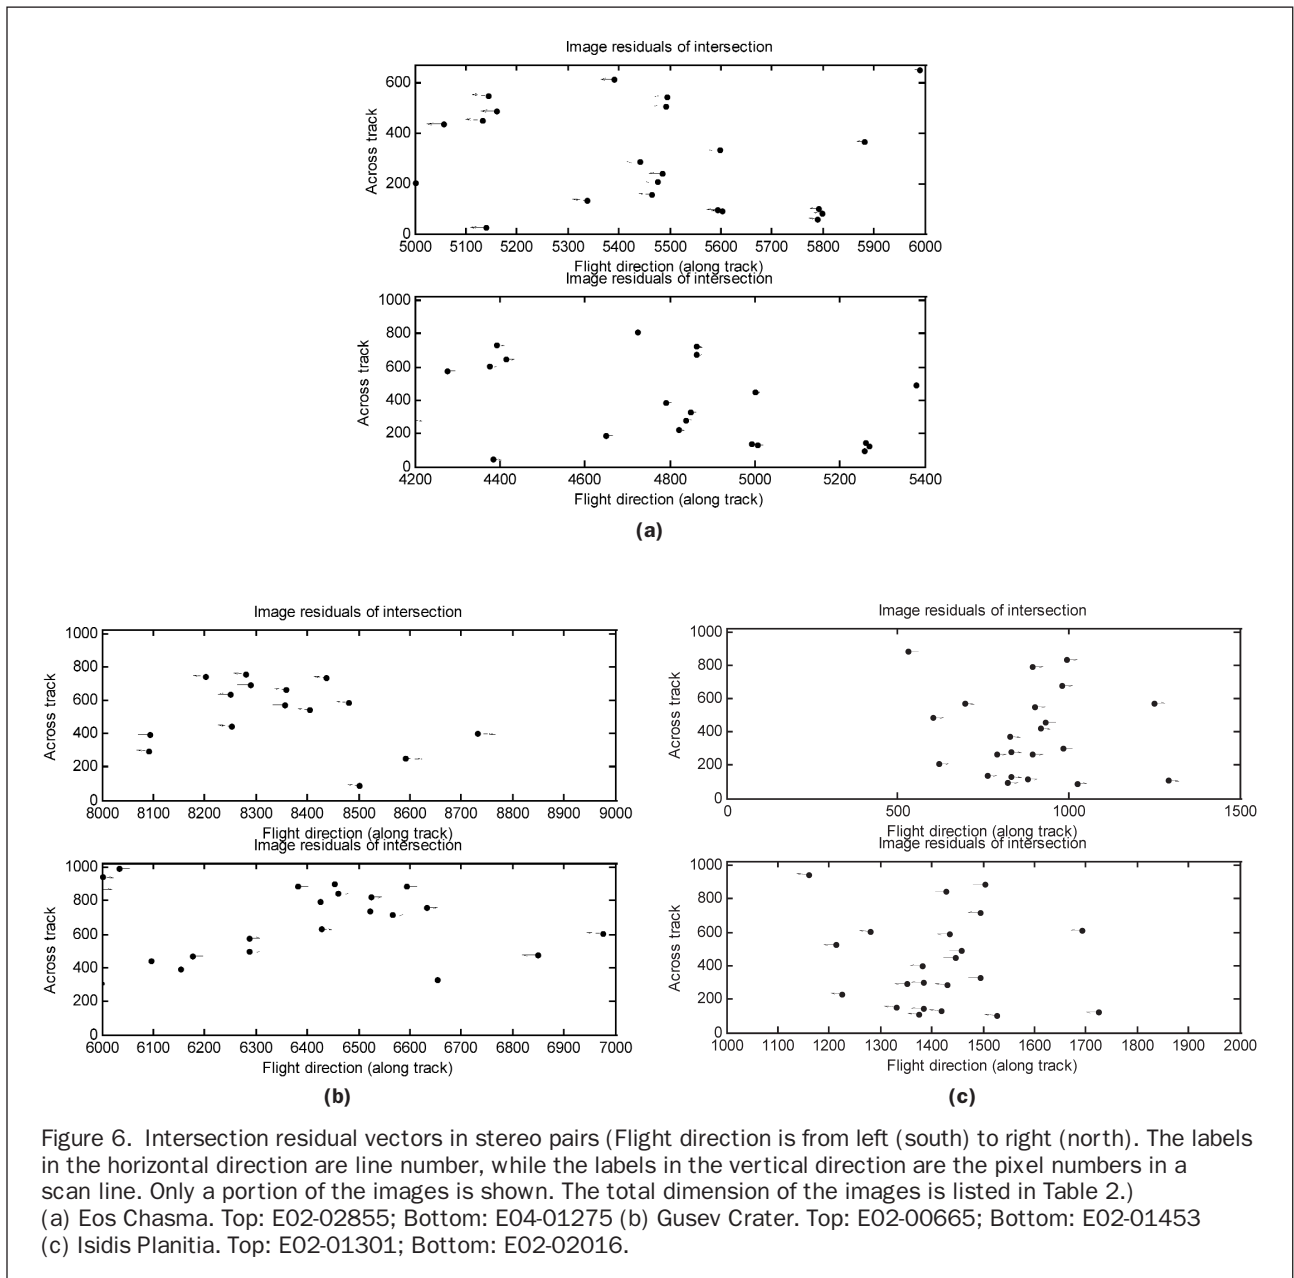 Image residuals of intersection
600
400
200
0
Across track
5000 5100 5200 5300 5400 5500 5600 5700 5800 5900 6000
Flight direction (along track)
Image residuals of intersection
1000
800
600
400
200
0
Across track
4200 4400 4600 4800 5000 5200 5400
Flight direction (along track)
(a)
Image residuals of intersection
1000
800
600
400
200
0
Across track
8000 8100 8200 8300 8400 8500 8600 8700 8800 8900 9000
Flight direction (along track)
Image residuals of intersection
1000
800
600
400
200
0
Across track
6000 6100 6200 6300 6400 6500 6600 6700 6800 6900 7000
Flight direction (along track)
(b)
Image residuals of intersection
1000
800
600
400
200
0
Across track
0 500 1000 1500
Flight direction (along track)
Image residuals of intersection
1000
800
600
400
200
0
Across track
1000 1100 1200 1300 1400 1500 1600 1700 1800 1900 2000
Flight direction (along track)
(c)
Figure 6. Intersection residual vectors in stereo pairs (Flight direction is from left (south) to right (north). The labels
in the horizontal direction are line number, while the labels in the vertical direction are the pixel numbers in a
scan line. Only a portion of the images is shown. The total dimension of the images is listed in Table 2.)
(a) Eos Chasma. Top: E02-02855; Bottom: E04-01275 (b) Gusev Crater. Top: E02-00665; Bottom: E02-01453
(c) Isidis Planitia. Top: E02-01301; Bottom: E02-02016.